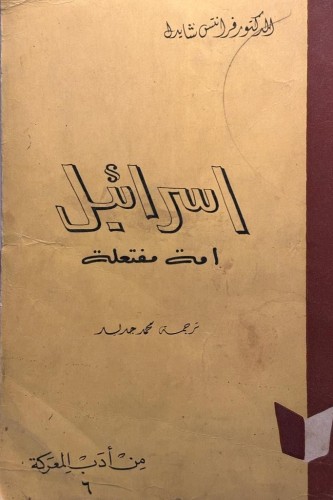 الدكتور فرانتس شايدل
اسرائيل
امة مفتعلة
ترجمة محمد جديد
من أدب المعركة
٦